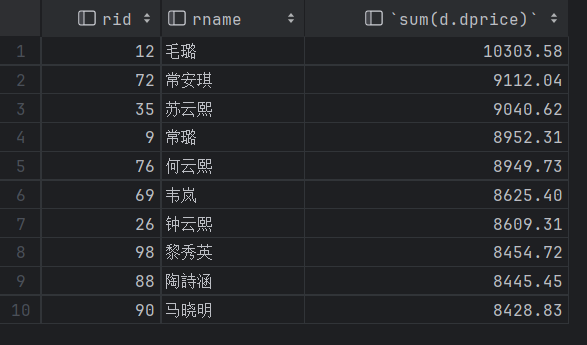 rid rname `sum(d.dprice)`
1 12 毛璐 10303.58
2 72 常安琪 9112.04
3 35 苏云熙 9040.62
4 9 常璐 8952.31
5 76 何云熙 8949.73
6 69 韦岚 8625.40
7 26 钟云熙 8609.31
8 98 黎秀英 8454.72
9 88 陶詩涵 8445.45
10 90 马晓明 8428.83